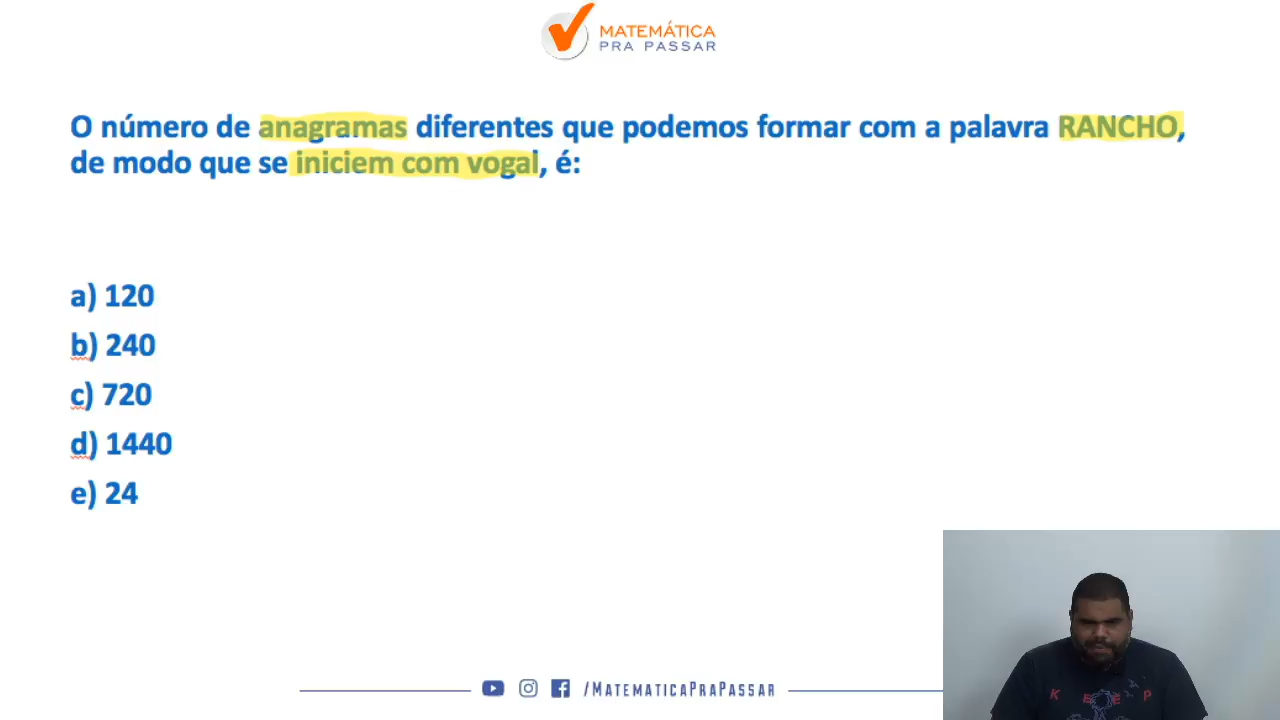 MATEMÁTICA
PRA PASSAR
O número de anagramas diferentes que podemos formar com a palavra RANCHO,
de modo que se iniciem com vogal, é:
a) 120
b) 240
c) 720
d) 1440
e) 24
/MATEMATICAPRAPASSAR
K E E P